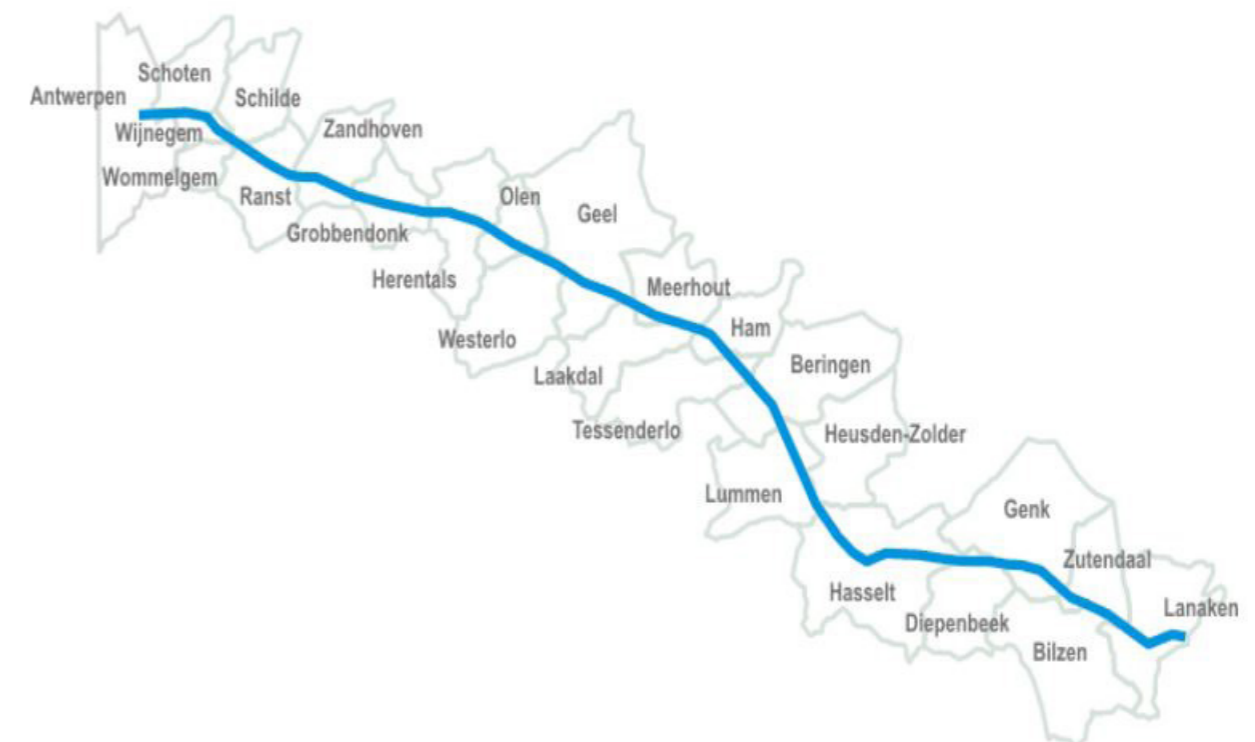 Schoten
Antwerpen
Schilde
Wijnegem
Zandhoven
Wommelgem
Ranst
Olen
Geel
Grobbendonk
Herentals
Meerhout
Ham
Westerlo
Beringen
Laakdal
Tessenderlo
Heusden-Zolder
Lummen
Genk
Zutendaal
Hasselt
Lanaken
Diepenbeek
Bilzen